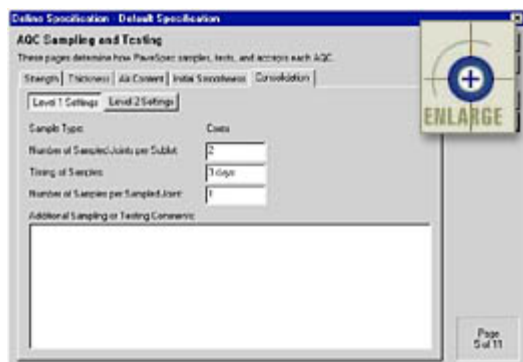 Define Specification - Default Specification
AQC Sampling and Testing
These pages determine how PaveSpec samples, tests, and accepts each AQC.
Strength Thickness Air Content Initial Smoothness Consolidation
Level 1 Settings Level 2 Settings
Sample Type: Cores
Number of Sampled Joints per Sublot: 2
Timing of Samples: 3 days
Number of Samples per Sampled Joint: 1
Additional Sampling or Testing Comments:
ENLARGE
Page
5 of 11